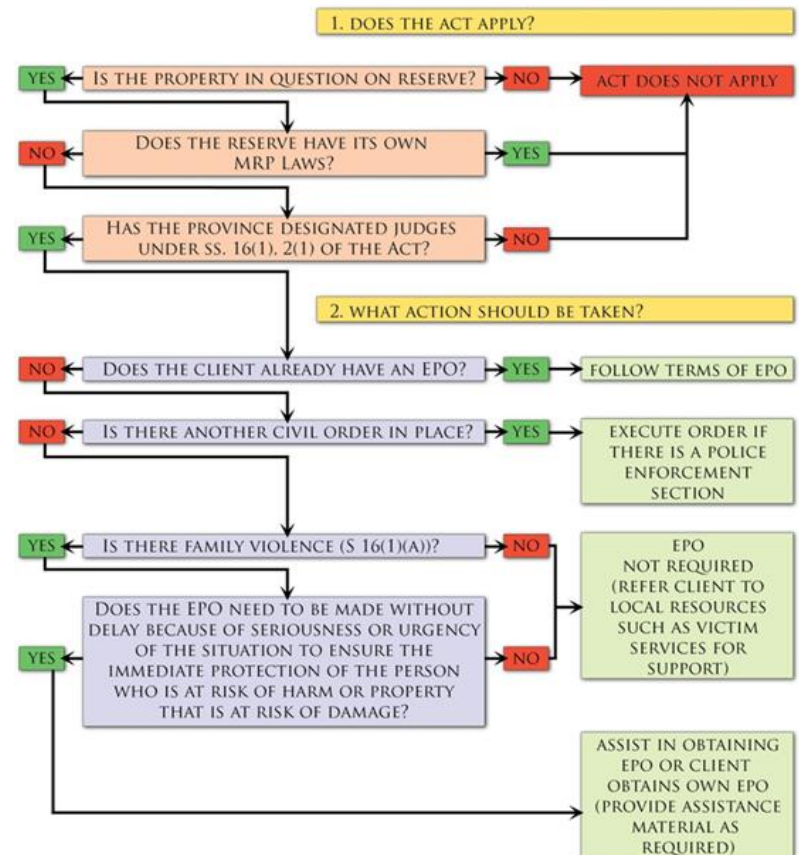 1. DOES THE ACT APPLY?
YES
IS THE PROPERTY IN QUESTION ON RESERVE?
NO
ACT DOES NOT APPLY
NO
DOES THE RESERVE HAVE ITS OWN
MRP LAWS?
YES
YES
HAS THE PROVINCE DESIGNATED JUDGES
UNDER SS. 16(1), 2(1) OF THE ACT?
NO
2. WHAT ACTION SHOULD BE TAKEN?
NO
DOES THE CLIENT ALREADY HAVE AN EPO?
YES
FOLLOW TERMS OF EPO
NO
IS THERE ANOTHER CIVIL ORDER IN PLACE?
YES
EXECUTE ORDER IF
THERE IS A POLICE
ENFORCEMENT
SECTION
YES
IS THERE FAMILY VIOLENCE (S 16(1)(A))?
NO
EPO
NOT REQUIRED
(REFER CLIENT TO
LOCAL RESOURCES
SUCH AS VICTIM
SERVICES FOR
SUPPORT)
YES
DOES THE EPO NEED TO BE MADE WITHOUT
DELAY BECAUSE OF SERIOUSNESS OR URGENCY
OF THE SITUATION TO ENSURE THE
IMMEDIATE PROTECTION OF THE PERSON
WHO IS AT RISK OF HARM OR PROPERTY
THAT IS AT RISK OF DAMAGE?
NO
ASSIST IN OBTAINING
EPO OR CLIENT
OBTAINS OWN EPO
(PROVIDE ASSISTANCE
MATERIAL AS
REQUIRED)